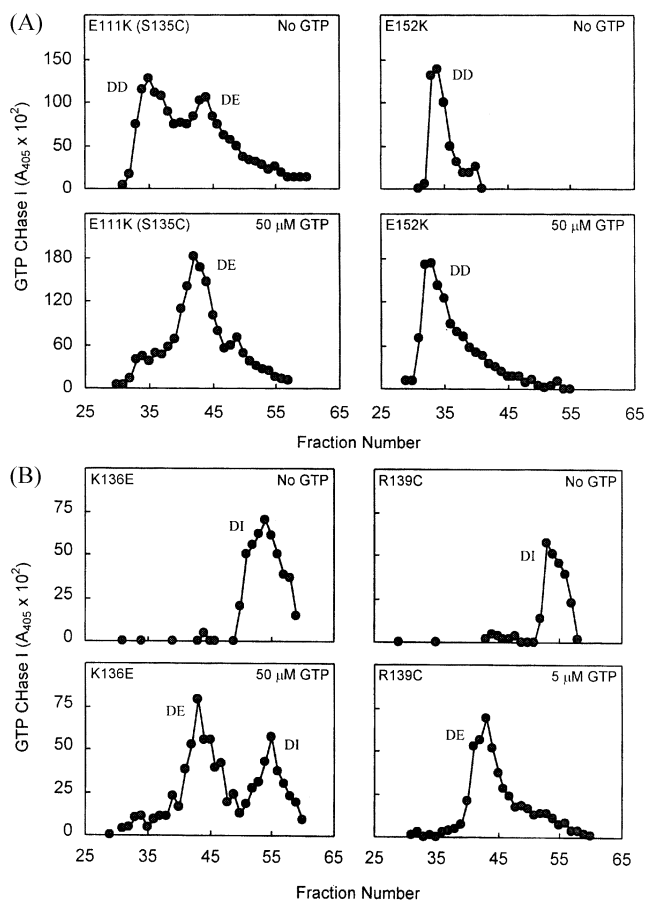 (A)
E111K (S135C) No GTP
E152K No GTP
DD
DE
DD
150
100
50
0
E111K (S135C) 50 µM GTP
E152K 50 µM GTP
DE
DD
180
120
60
0
GTP CHase I (A405 x 10²)
25 35 45 55 65
25 35 45 55 65
Fraction Number
(B)
K136E No GTP
R139C No GTP
DI
DI
75
50
25
0
K136E 50 µM GTP
R139C 5 µM GTP
DE
DI
DE
75
50
25
0
GTP CHase I (A405 x 10²)
25 35 45 55 65
25 35 45 55 65
Fraction Number